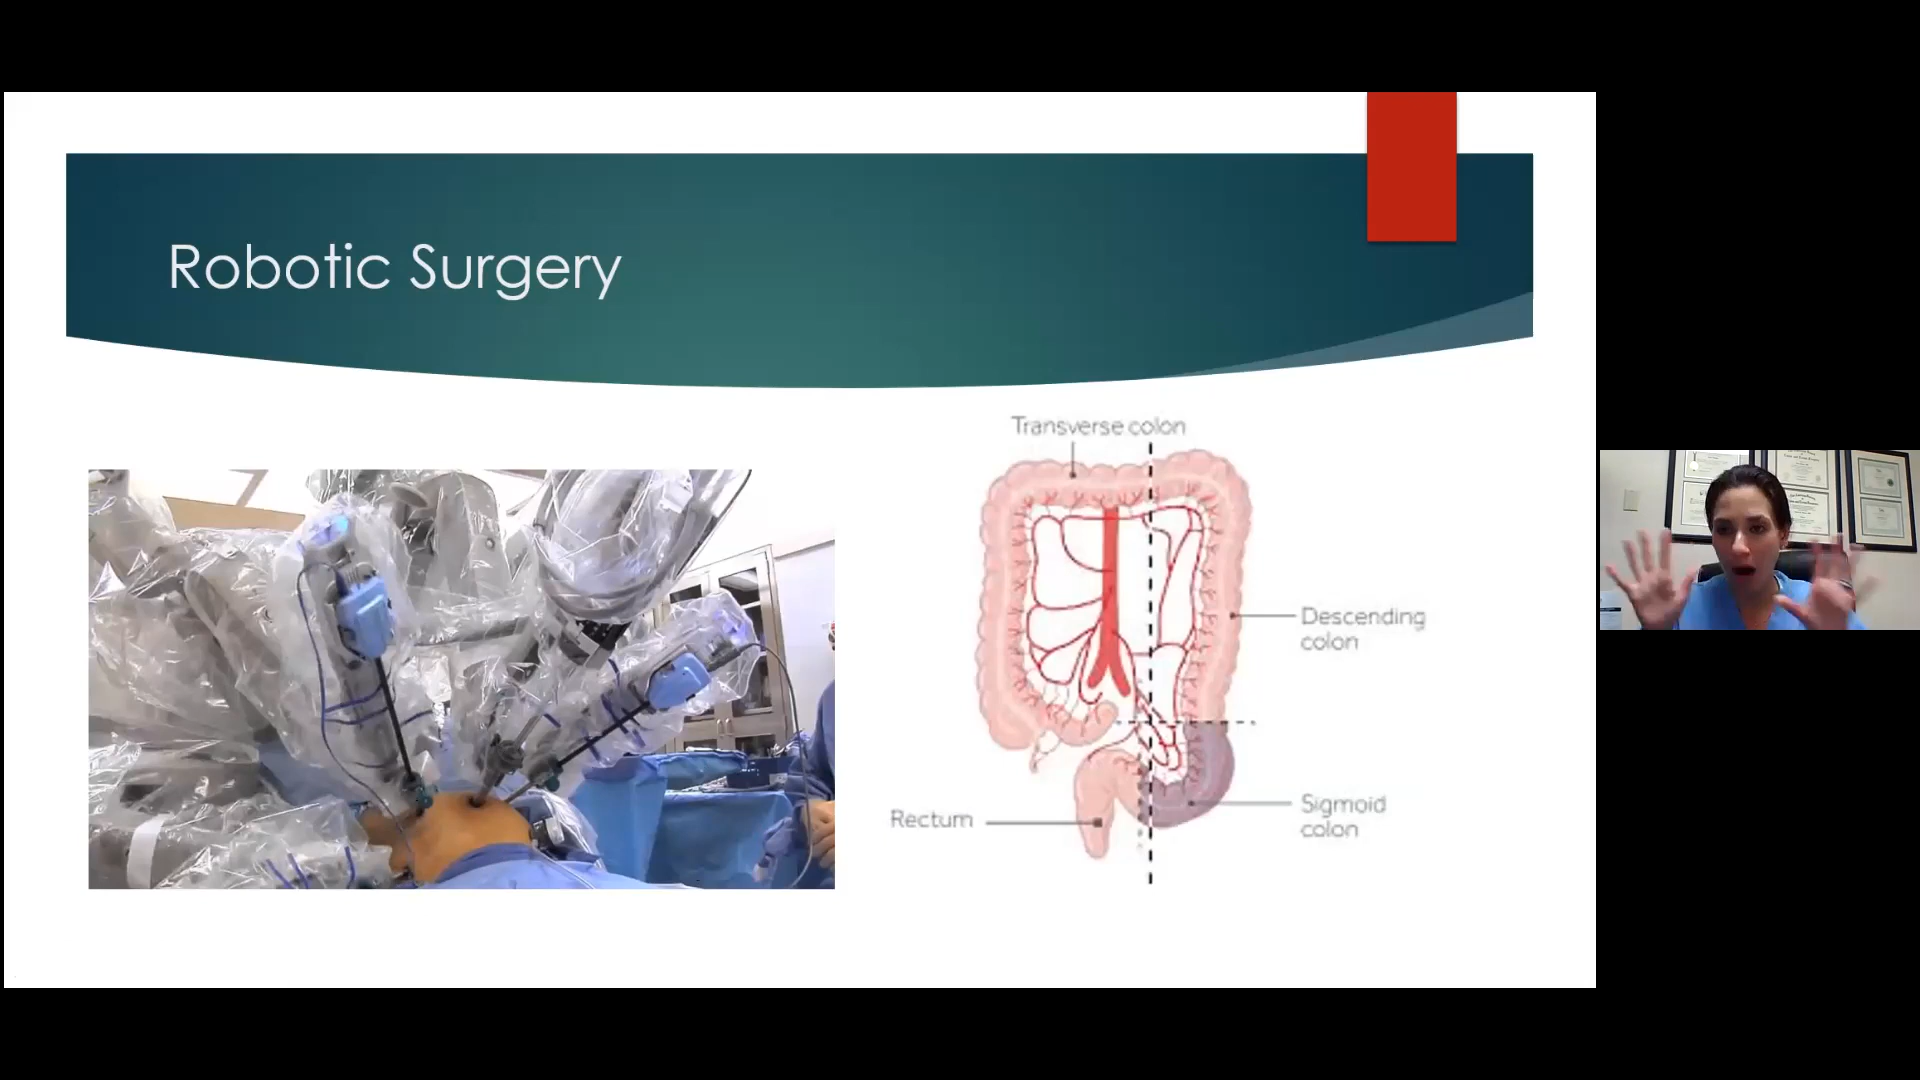 Robotic Surgery
Transverse colon
Descending
colon
Sigmoid
colon
Rectum